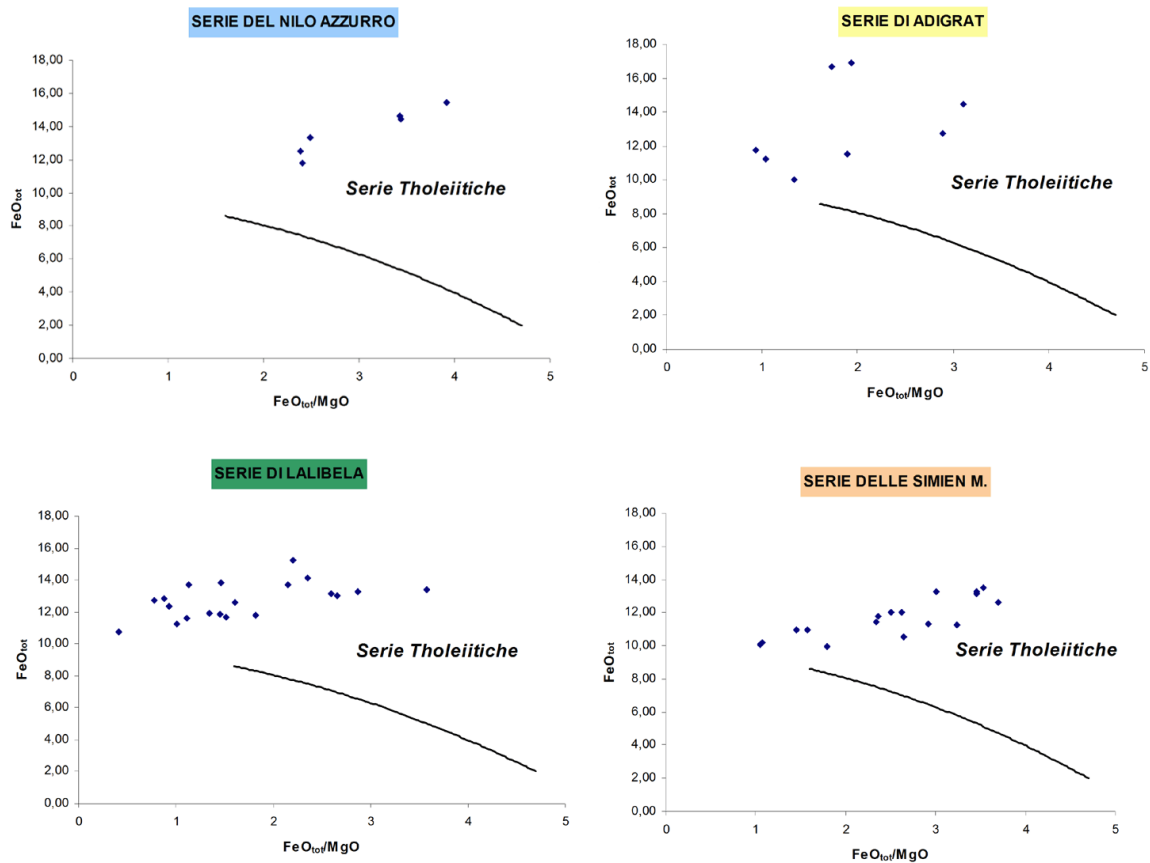 SERIE DEL NILO AZZURRO
18,00
16,00
14,00
12,00
10,00
8,00
6,00
4,00
2,00
0,00
FeOtot
Serie Tholeiitiche
0 1 2 3 4 5
FeOtot/MgO
SERIE DI ADIGRAT
18,00
16,00
14,00
12,00
10,00
8,00
6,00
4,00
2,00
0,00
FeOtot
Serie Tholeiitiche
0 1 2 3 4 5
FeOtot/MgO
SERIE DI LALIBELA
18,00
16,00
14,00
12,00
10,00
8,00
6,00
4,00
2,00
0,00
FeOtot
Serie Tholeiitiche
0 1 2 3 4 5
FeOtot/MgO
SERIE DELLE SIMIEN M.
18,00
16,00
14,00
12,00
10,00
8,00
6,00
4,00
2,00
0,00
FeOtot
Serie Tholeiitiche
0 1 2 3 4 5
FeOtot/MgO